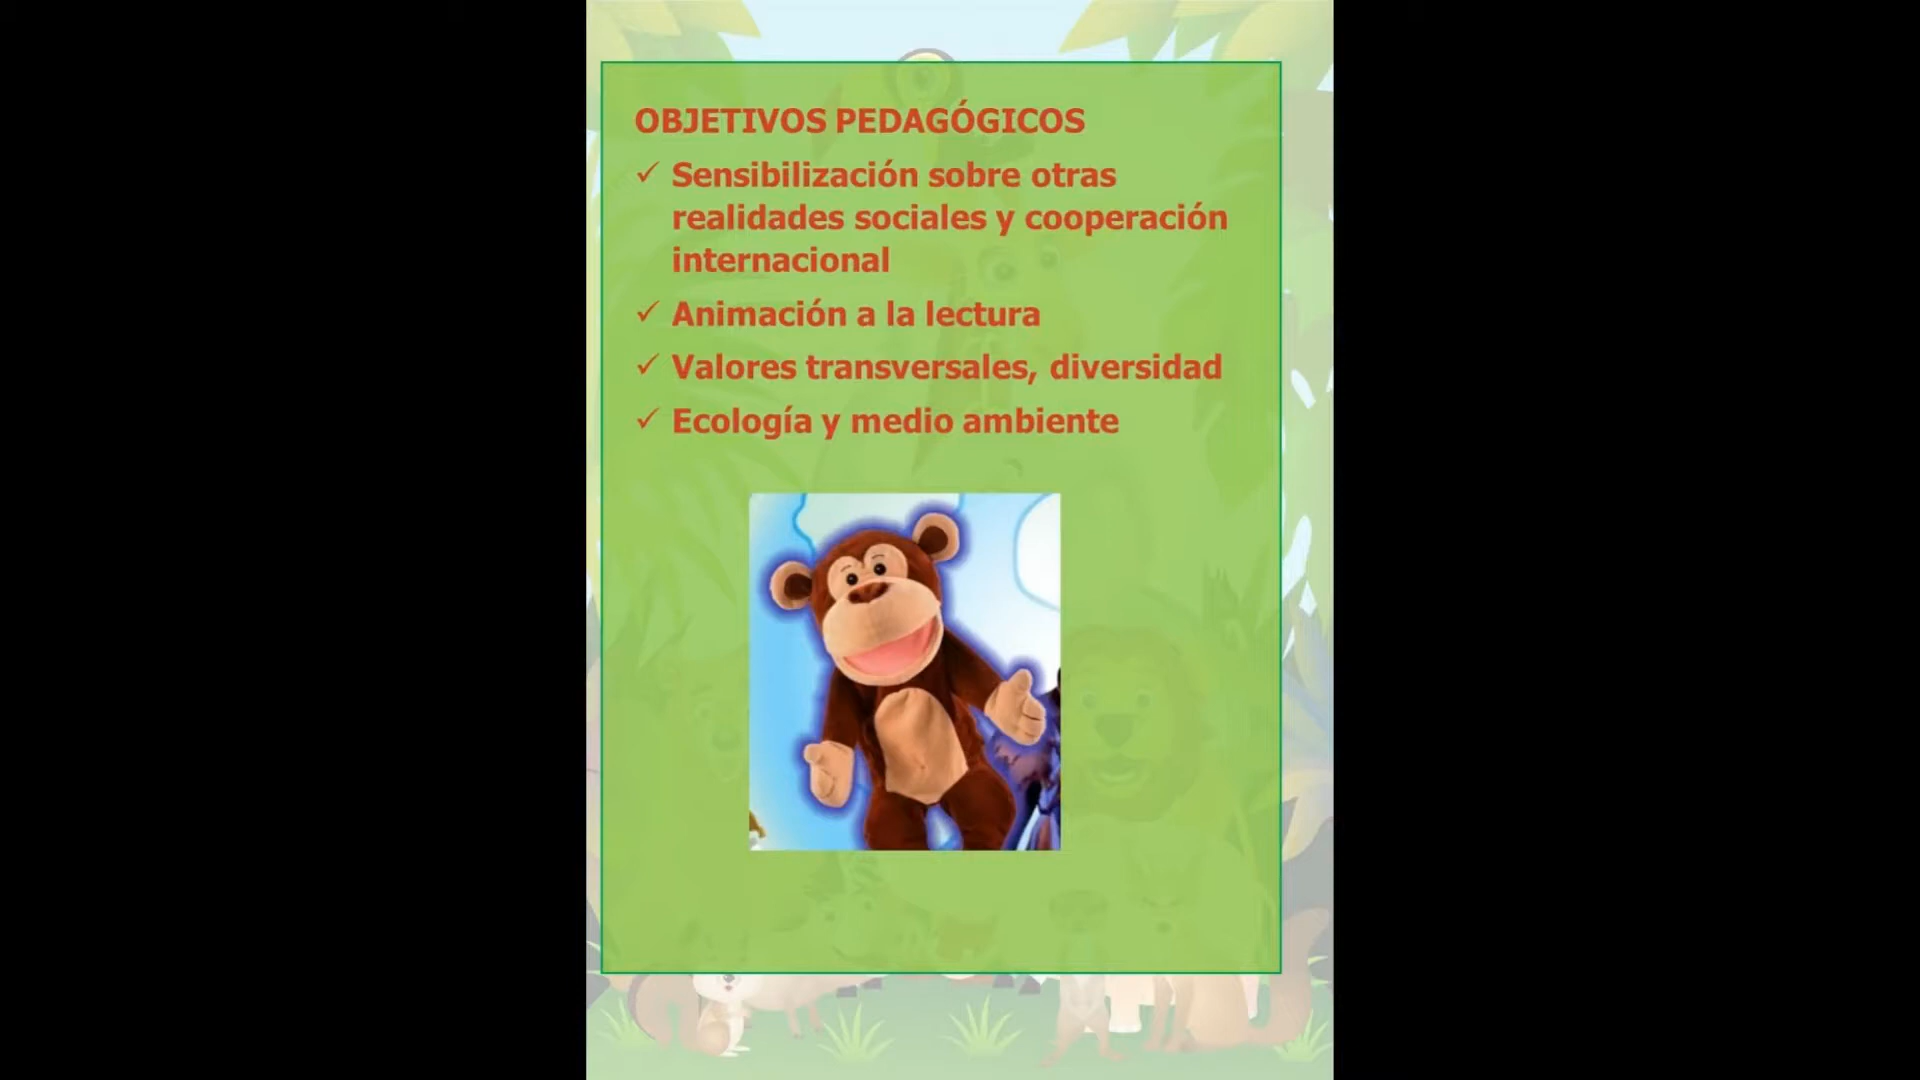 OBJETIVOS PEDAGÓGICOS
✓ Sensibilización sobre otras
realidades sociales y cooperación
internacional
✓ Animación a la lectura
✓ Valores transversales, diversidad
✓ Ecología y medio ambiente